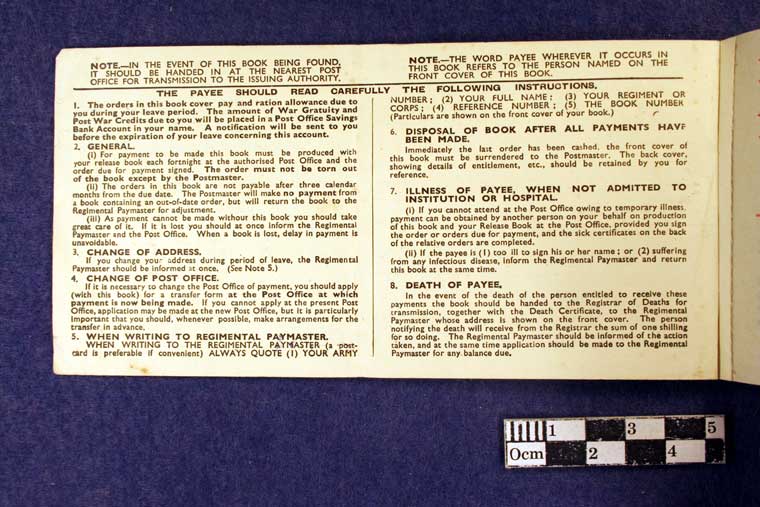 NOTE.—IN THE EVENT OF THIS BOOK BEING FOUND,
IT SHOULD BE HANDED IN AT THE NEAREST POST
OFFICE FOR TRANSMISSION TO THE ISSUING AUTHORITY.
NOTE.—THE WORD PAYEE WHEREVER IT OCCURS IN
THIS BOOK REFERS TO THE PERSON NAMED ON THE
FRONT COVER OF THIS BOOK.
THE PAYEE SHOULD READ CAREFULLY THE FOLLOWING INSTRUCTIONS.
1. The orders in this book cover pay and ration allowance due to
you during your leave period. The amount of War Gratuity and
Post War Credits due to you will be placed in a Post Office Savings
Bank Account in your name. A notification will be sent to you
before the expiration of your leave concerning this account.
2. GENERAL.
(i) For payment to be made this book must be produced with
your release book each fortnight at the authorised Post Office and the
order due for payment signed. The order must not be torn out
of the book except by the Postmaster.
(ii) The orders in this book are not payable after three calendar
months from the due date. The Postmaster will make no payment from
a book containing an out-of-date order, but will return the book to the
Regimental Paymaster for adjustment.
(iii) As payment cannot be made without this book you should take
great care of it. If it is lost you should at once inform the Regimental
Paymaster and the Post Office. When a book is lost, delay in payment is
unavoidable.
3. CHANGE OF ADDRESS.
If you change your address during period of leave, the Regimental
Paymaster should be informed at once. (See Note 5.)
4. CHANGE OF POST OFFICE.
If it is necessary to change the Post Office of payment, you should apply
(with this book) for a transfer form at the Post Office at which
payment is now being made. If you cannot apply at the present Post
Office, application may be made at the new Post Office, but it is particularly
important that you should, whenever possible, make arrangements for the
transfer in advance.
5. WHEN WRITING TO REGIMENTAL PAYMASTER.
WHEN WRITING TO THE REGIMENTAL PAYMASTER (a post-
card is preferable if convenient) ALWAYS QUOTE (1) YOUR ARMY
NUMBER; (2) YOUR FULL NAME; (3) YOUR REGIMENT OR
CORPS; (4) REFERENCE NUMBER; (5) THE BOOK NUMBER
(Particulars are shown on the front cover of your book.)
6. DISPOSAL OF BOOK AFTER ALL PAYMENTS HAVE
BEEN MADE.
Immediately the last order has been cashed, the front cover of
this book must be surrendered to the Postmaster. The back cover,
showing details of entitlement, etc., should be retained by you for
reference.
7. ILLNESS OF PAYEE, WHEN NOT ADMITTED TO
INSTITUTION OR HOSPITAL.
(i) If you cannot attend at the Post Office owing to temporary illness
payment can be obtained by another person on your behalf on production
of this book and your Release Book at the Post Office, provided you sign
the order or orders due for payment, and the sick certificates on the back
of the relative orders are completed.
(ii) If the payee is (1) too ill to sign his or her name; or (2) suffering
from any infectious disease, inform the Regimental Paymaster and return
this book at the same time.
8. DEATH OF PAYEE.
In the event of the death of the person entitled to receive these
payments the book should be handed to the Registrar of Deaths for
transmission, together with the Death Certificate, to the Regimental
Paymaster whose address is shown on the front cover. The person
notifying the death will receive from the Registrar the sum of one shilling
for so doing. The Regimental Paymaster should be informed of the action
taken, and at the same time application should be made to the Regimental
Paymaster for any balance due.
1 3 5
0cm 2 4